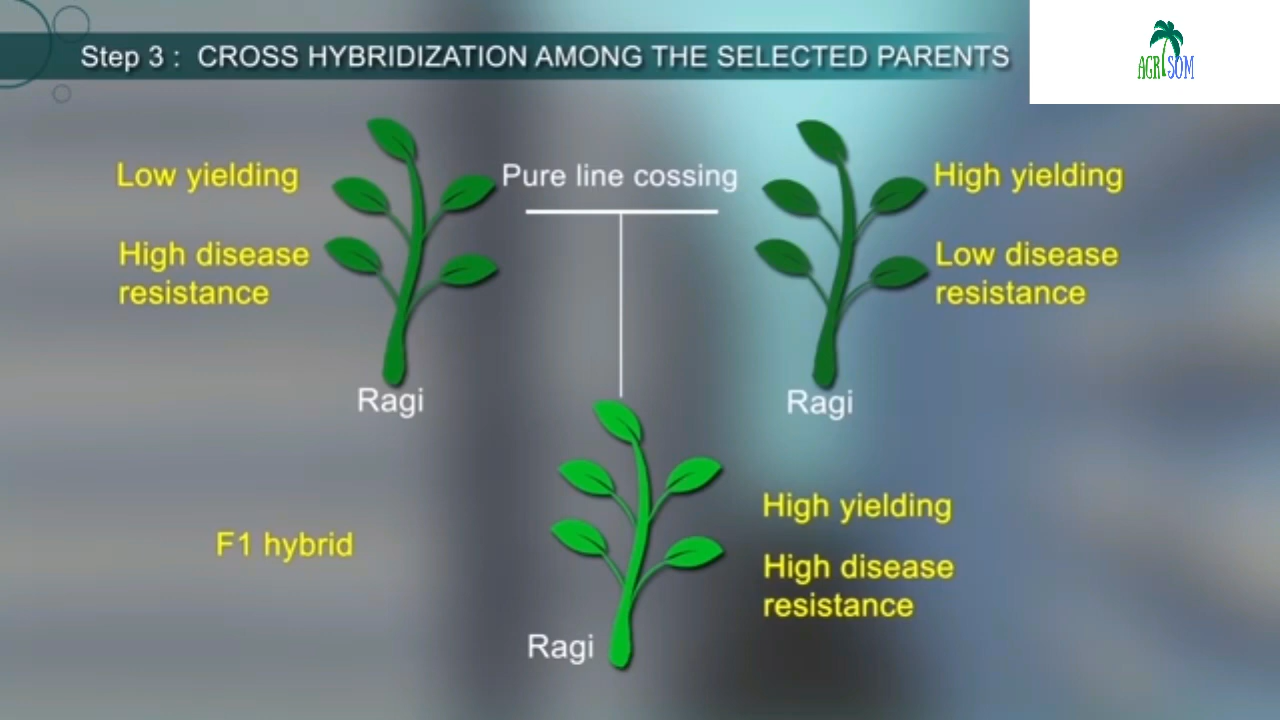 Step 3 : CROSS HYBRIDIZATION AMONG THE SELECTED PARENTS
AGRISOM
Low yielding
High disease
resistance
Pure line cossing
High yielding
Low disease
resistance
Ragi
Ragi
F1 hybrid
High yielding
High disease
resistance
Ragi